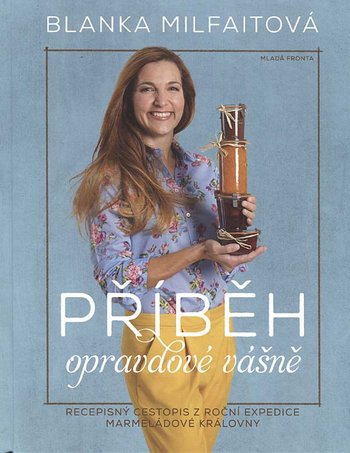 BLANKA MILFAITOVÁ
MLADÁ FRONTA
PŘÍBĚH
opravdové vášně
RECEPISNÝ CESTOPIS Z ROČNÍ EXPEDICE
MARMELÁDOVÉ KRÁLOVNY